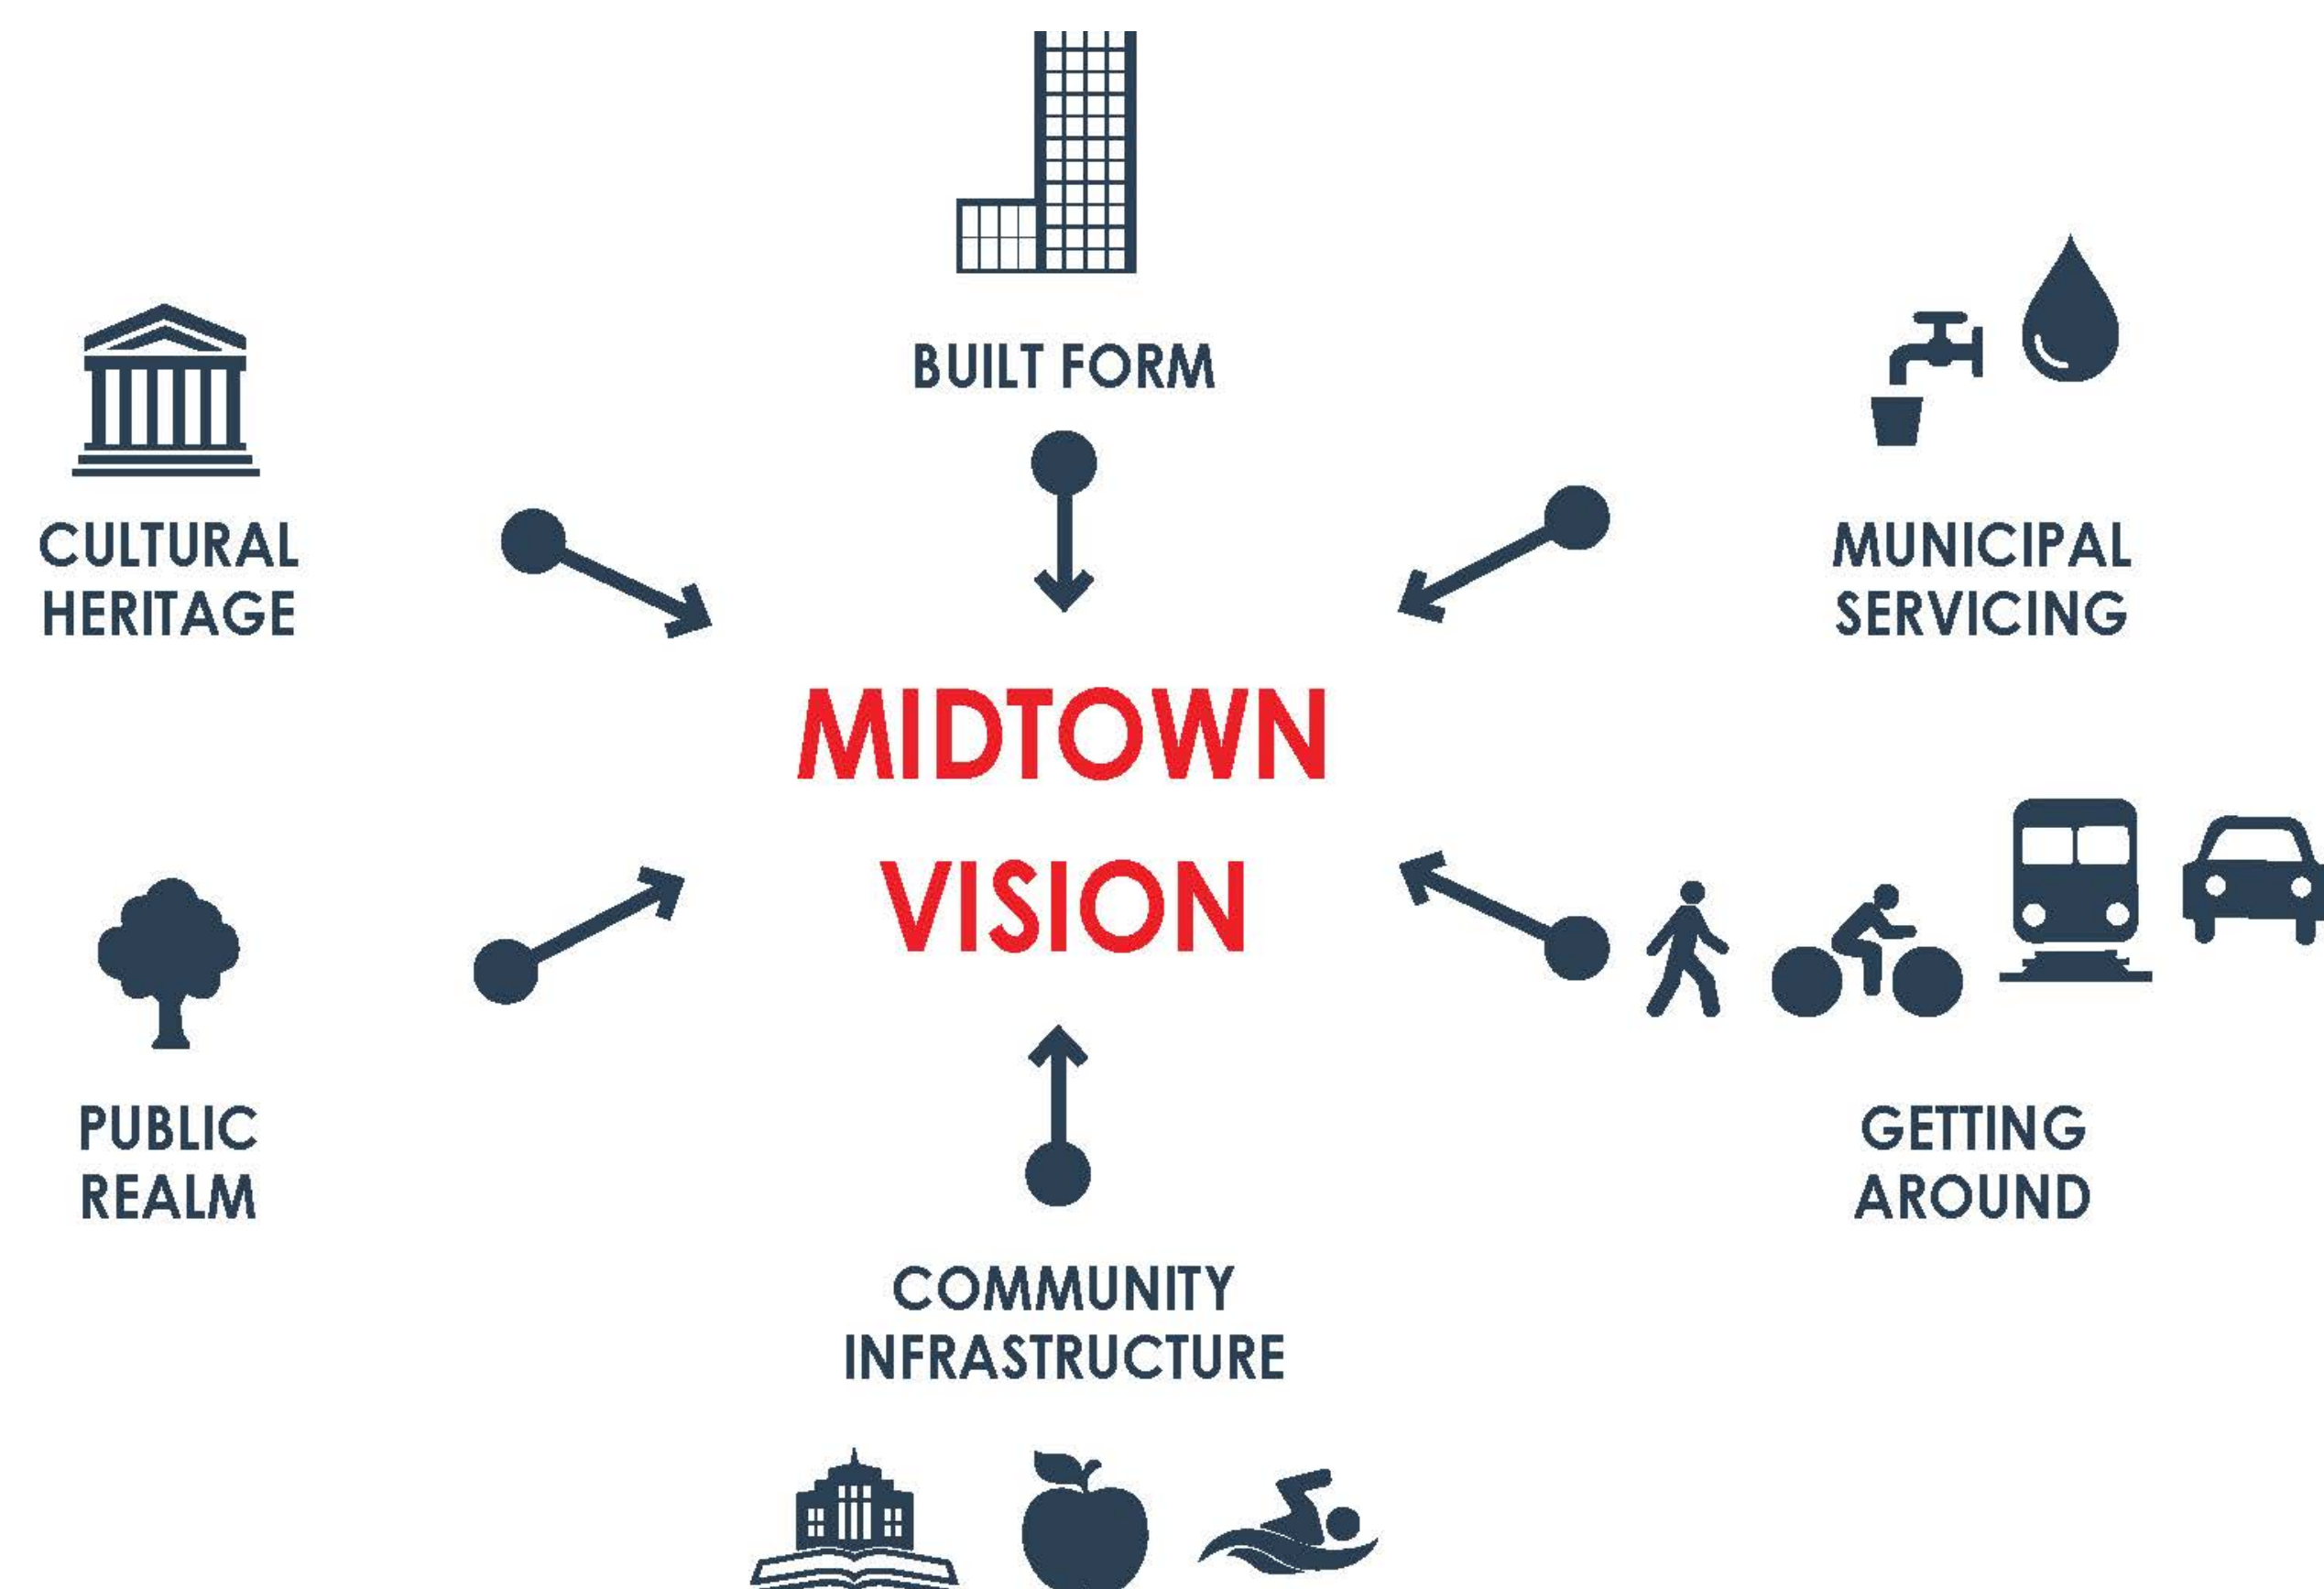 BUILT FORM
CULTURAL
HERITAGE
MUNICIPAL
SERVICING
MIDTOWN
VISION
PUBLIC
REALM
GETTING
AROUND
COMMUNITY
INFRASTRUCTURE